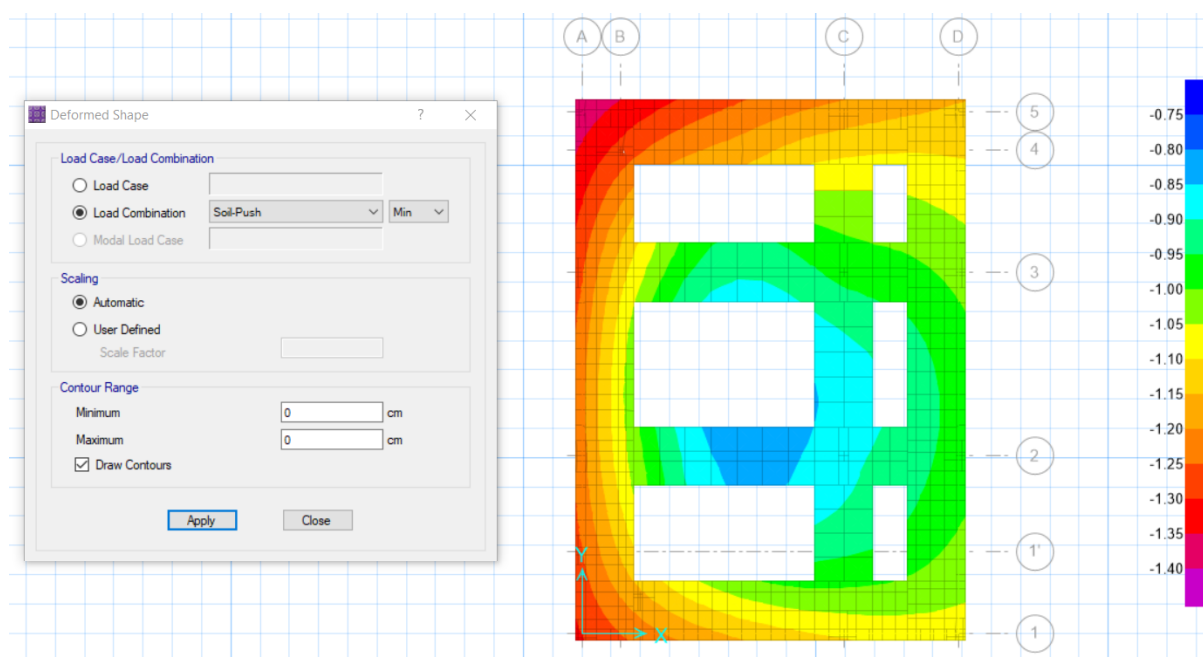 Deformed Shape
?
Load Case/Load Combination
Load Case
Load Combination
Soil-Push
Min
Modal Load Case
Scaling
Automatic
User Defined
Scale Factor
Contour Range
Minimum
0
cm
Maximum
0
cm
Draw Contours
Apply
Close
A
B
C
D
5
4
3
2
1'
1
Y
X
-0.75
-0.80
-0.85
-0.90
-0.95
-1.00
-1.05
-1.10
-1.15
-1.20
-1.25
-1.30
-1.35
-1.40